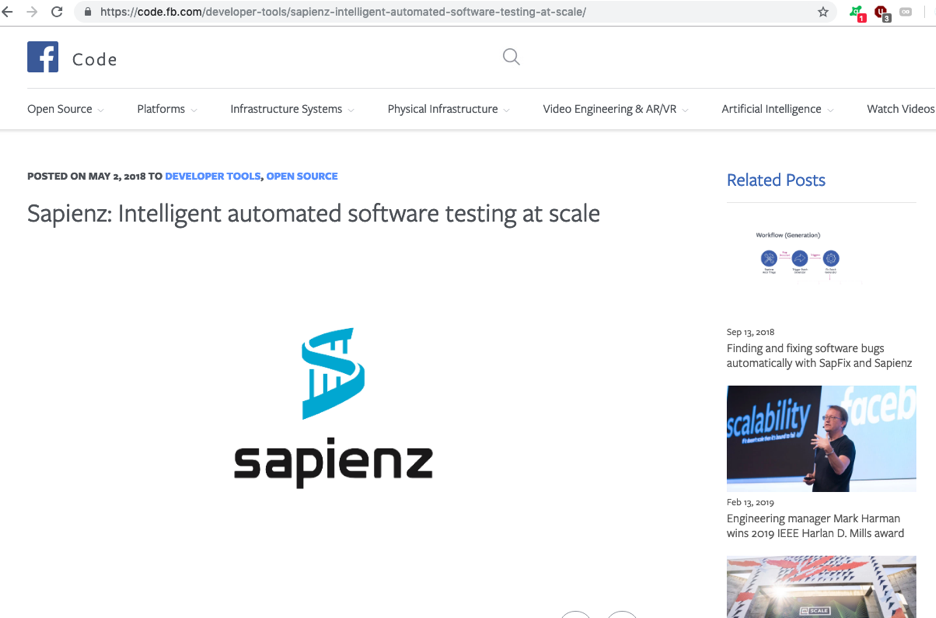 https://code.fb.com/developer-tools/sapienz-intelligent-automated-software-testing-at-scale/
1
3
Code
Open Source
Platforms
Infrastructure Systems
Physical Infrastructure
Video Engineering & AR/VR
Artificial Intelligence
Watch Videos
POSTED ON MAY 2, 2018 TO DEVELOPER TOOLS, OPEN SOURCE
Sapienz: Intelligent automated software testing at scale
sapienz
Related Posts
Workflow (Generation)
Sep 13, 2018
Finding and fixing software bugs
automatically with SapFix and Sapienz
scalability
faceb
Feb 13, 2019
Engineering manager Mark Harman
wins 2019 IEEE Harlan D. Mills award
@SCALE